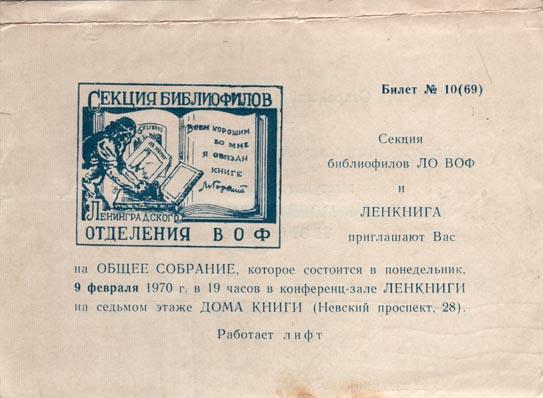 СЕКЦИЯ БИБЛИОФИЛОВ
EX LIBRIS
Всем хорошим
во мне
я обязан
книге
М. Горький
ЛЕНИНГРАДСКОГО
ОТДЕЛЕНИЯ ВОФ
Билет № 10(69)
Секция
библиофилов ЛО ВОФ
и
ЛЕНКНИГА
приглашают Вас
на ОБЩЕЕ СОБРАНИЕ, которое состоится в понедельник,
9 февраля 1970 г. в 19 часов в конференц-зале ЛЕНКНИГИ
на седьмом этаже ДОМА КНИГИ (Невский проспект, 28).
Работает лифт